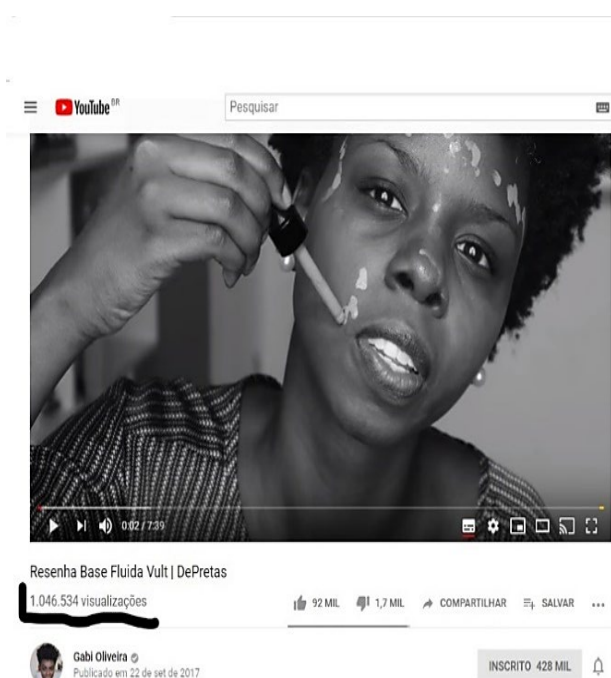 YouTube BR
Pesquisar
0:02 / 7:39
Resenha Base Fluida Vult | DePretas
1.046.534 visualizações
92 MIL 1,7 MIL COMPARTILHAR SALVAR
Gabi Oliveira
Publicado em 22 de set de 2017
INSCRITO 428 MIL